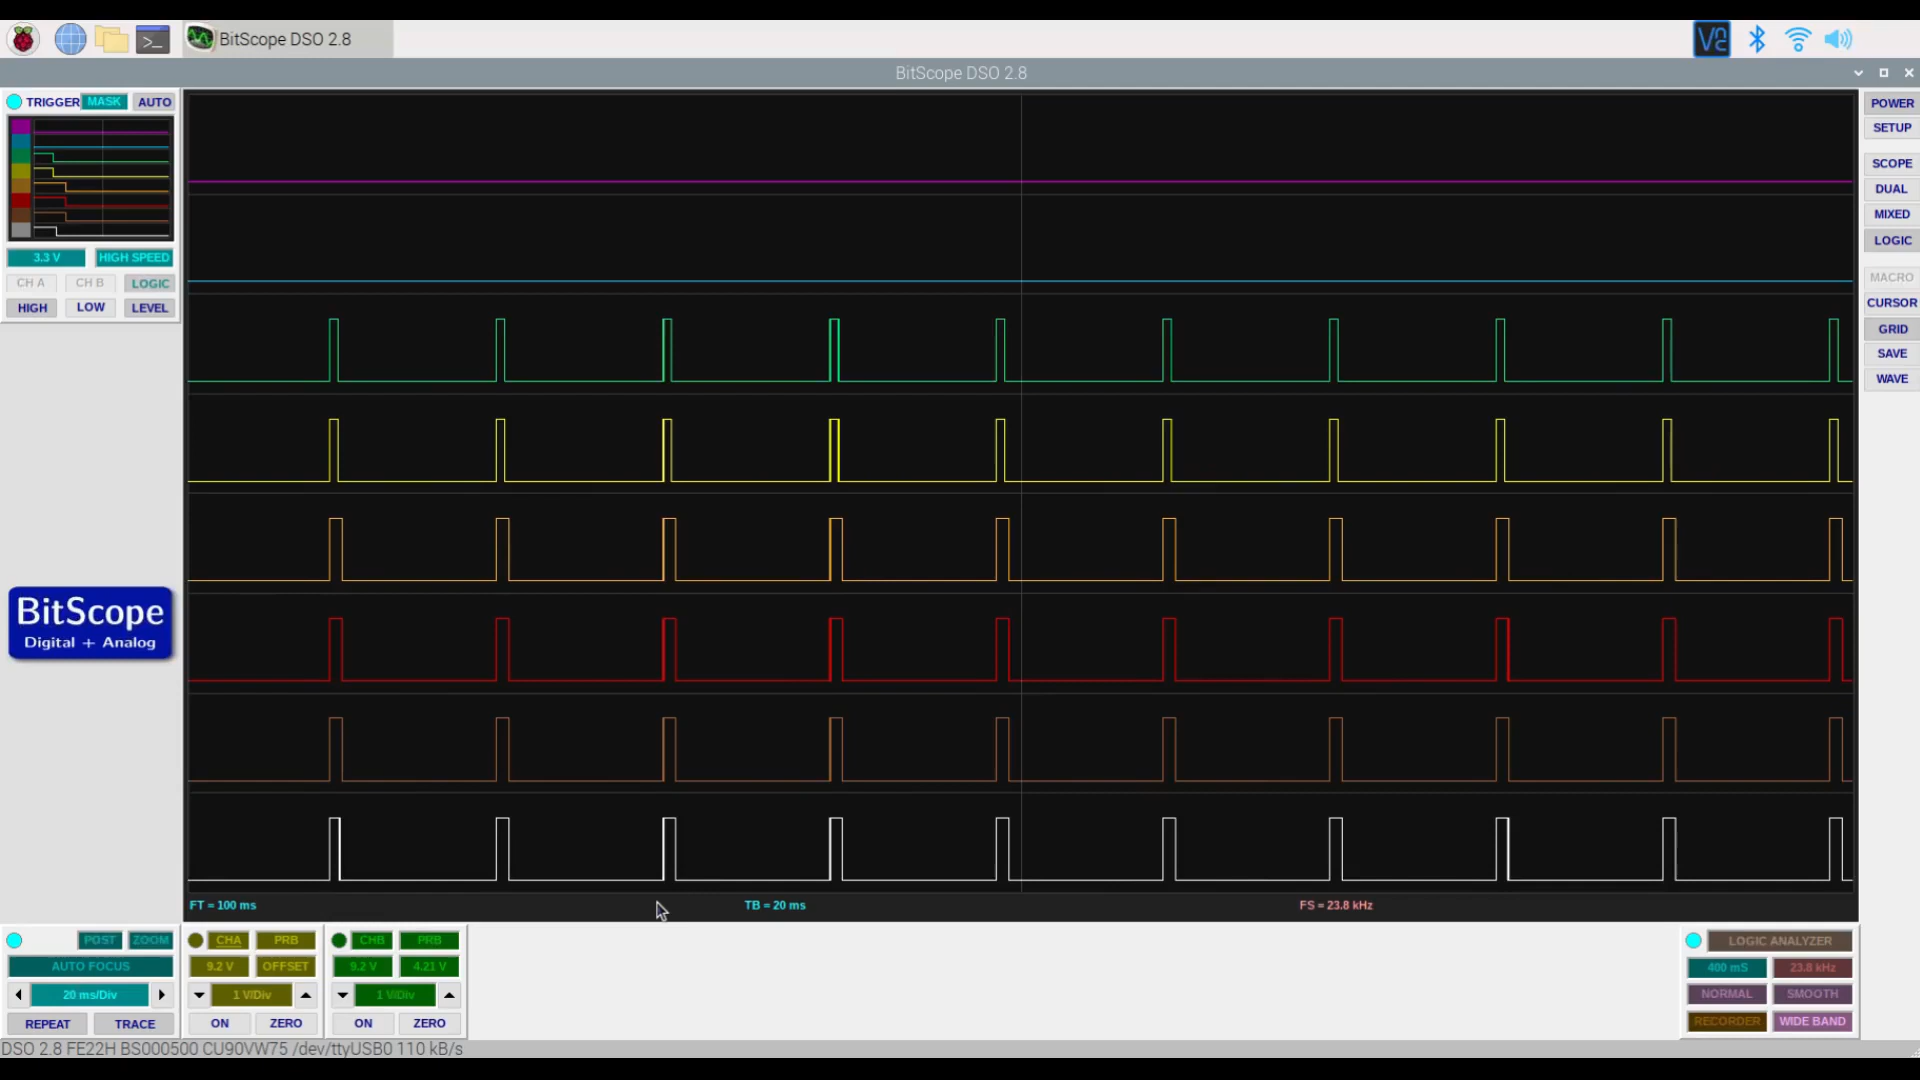 BitScope DSO 2.8
BitScope DSO 2.8
TRIGGER MASK AUTO
3.3 V HIGH SPEED
CH A CH B LOGIC
HIGH LOW LEVEL
BitScope
Digital + Analog
POWER
SETUP
SCOPE
DUAL
MIXED
LOGIC
MACRO
CURSOR
GRID
SAVE
WAVE
FT = 100 ms TB = 20 ms FS = 23.8 kHz
POST ZOOM
AUTO FOCUS
20 ms/Div
REPEAT TRACE
CHA PRB
9.2 V OFFSET
1 V/Div
ON ZERO
CHB PRB
9.2 V 4.21 V
1 V/Div
ON ZERO
LOGIC ANALYZER
400 mS 23.8 kHz
NORMAL SMOOTH
RECORDER WIDE BAND
DSO 2.8 FE22H BS000500 CU90VW75 /dev/ttyUSB0 110 kB/s